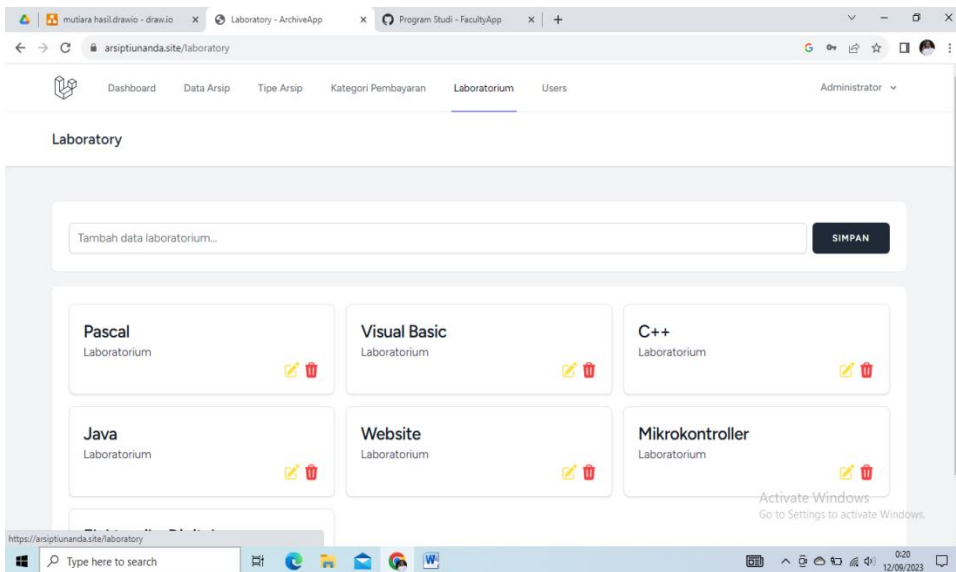 mutiara hasil.drawio - draw.io
Laboratory - ArchiveApp
Program Studi - FacultyApp
arsiptiunanda.site/laboratory
Dashboard Data Arsip Tipe Arsip Kategori Pembayaran Laboratorium Users Administrator
Laboratory
Tambah data laboratorium...
SIMPAN
Pascal
Laboratorium
Visual Basic
Laboratorium
C++
Laboratorium
Java
Laboratorium
Website
Laboratorium
Mikrokontroller
Laboratorium
Activate Windows
Go to Settings to activate Windows.
https://arsiptiunanda.site/laboratory
Type here to search
0:20
12/09/2023